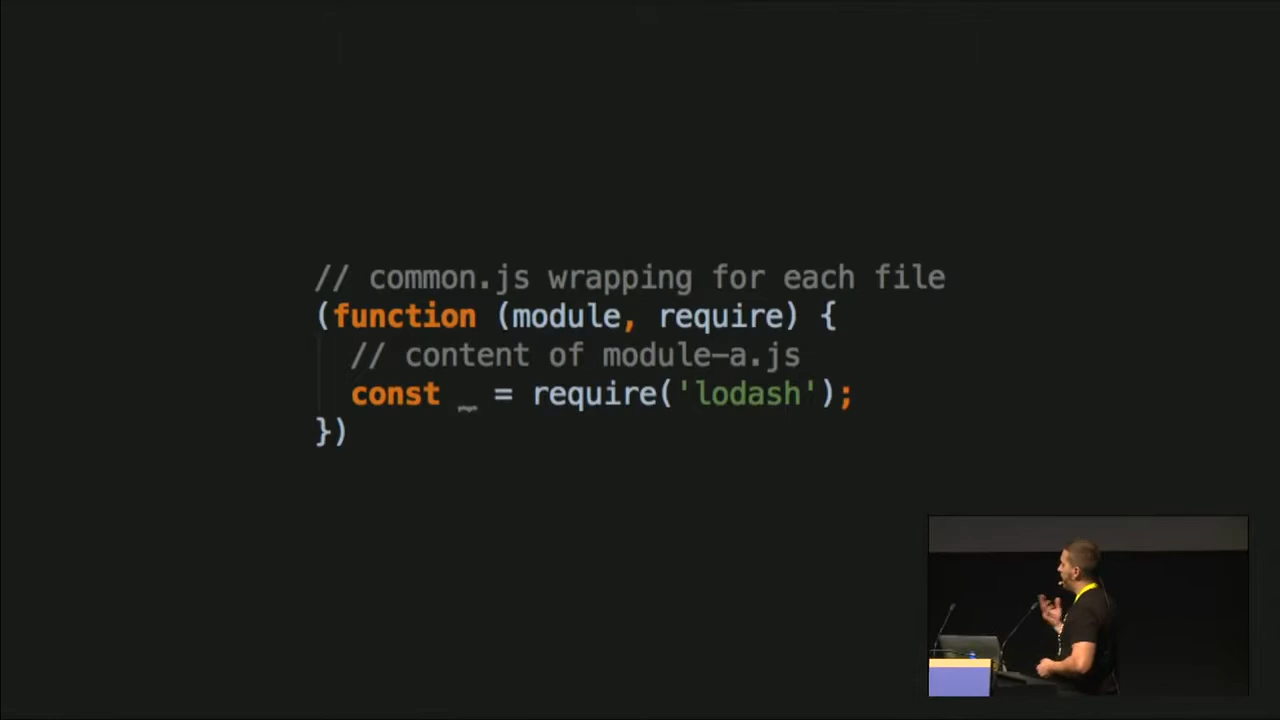 // common.js wrapping for each file
(function (module, require) {
// content of module-a.js
const _ = require('lodash');
})